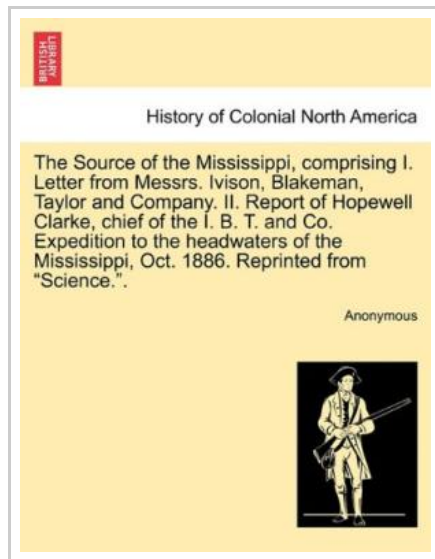 BRITISH
LIBRARY
History of Colonial North America
The Source of the Mississippi, comprising I.
Letter from Messrs. Ivison, Blakeman,
Taylor and Company. II. Report of Hopewell
Clarke, chief of the I. B. T. and Co.
Expedition to the headwaters of the
Mississippi, Oct. 1886. Reprinted from
“Science.”.
Anonymous